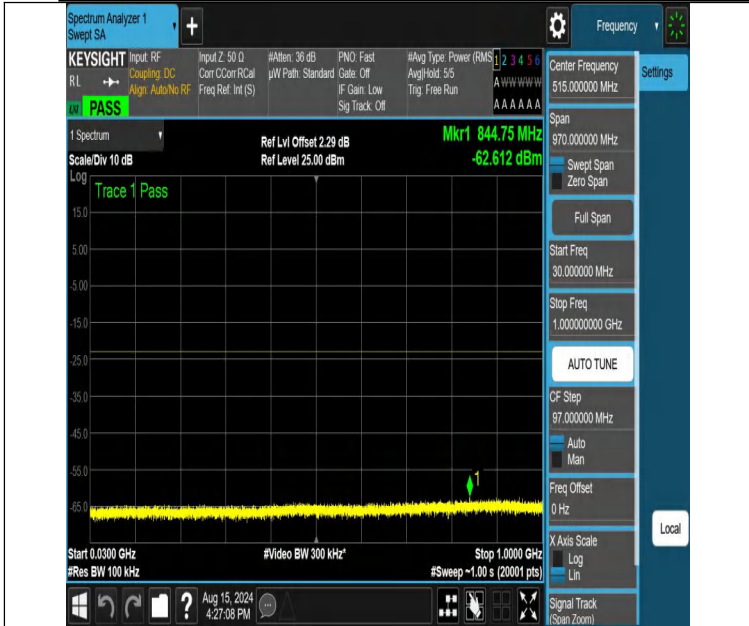 Spectrum Analyzer 1
Swept SA
+
Frequency
KEYSIGHT
RL
LXI
PASS
Input: RF
Coupling: DC
Align: Auto/No RF
Input Z: 50 Ω
Corr CCorr RCal
Freq Ref: Int (S)
#Atten: 36 dB
µW Path: Standard
PNO: Fast
Gate: Off
IF Gain: Low
Sig Track: Off
#Avg Type: Power (RMS
Avg|Hold: 5/5
Trig: Free Run
1 2 3 4 5 6
A W W W W W
A A A A A A
1 Spectrum
Scale/Div 10 dB
Ref Lvl Offset 2.29 dB
Ref Level 25.00 dBm
Mkr1 844.75 MHz
-62.612 dBm
Log
Trace 1 Pass
15.0
5.00
-5.00
-15.0
-25.0
-35.0
-45.0
-55.0
-65.0
1
Start 0.0300 GHz
#Res BW 100 kHz
#Video BW 300 kHz*
Stop 1.0000 GHz
#Sweep ~1.00 s (20001 pts)
?
Aug 15, 2024
4:27:08 PM
Center Frequency
515.000000 MHz
Span
970.000000 MHz
Swept Span
Zero Span
Full Span
Start Freq
30.000000 MHz
Stop Freq
1.000000000 GHz
AUTO TUNE
CF Step
97.000000 MHz
Auto
Man
Freq Offset
0 Hz
X Axis Scale
Log
Lin
Signal Track
(Span Zoom)
Settings
Local